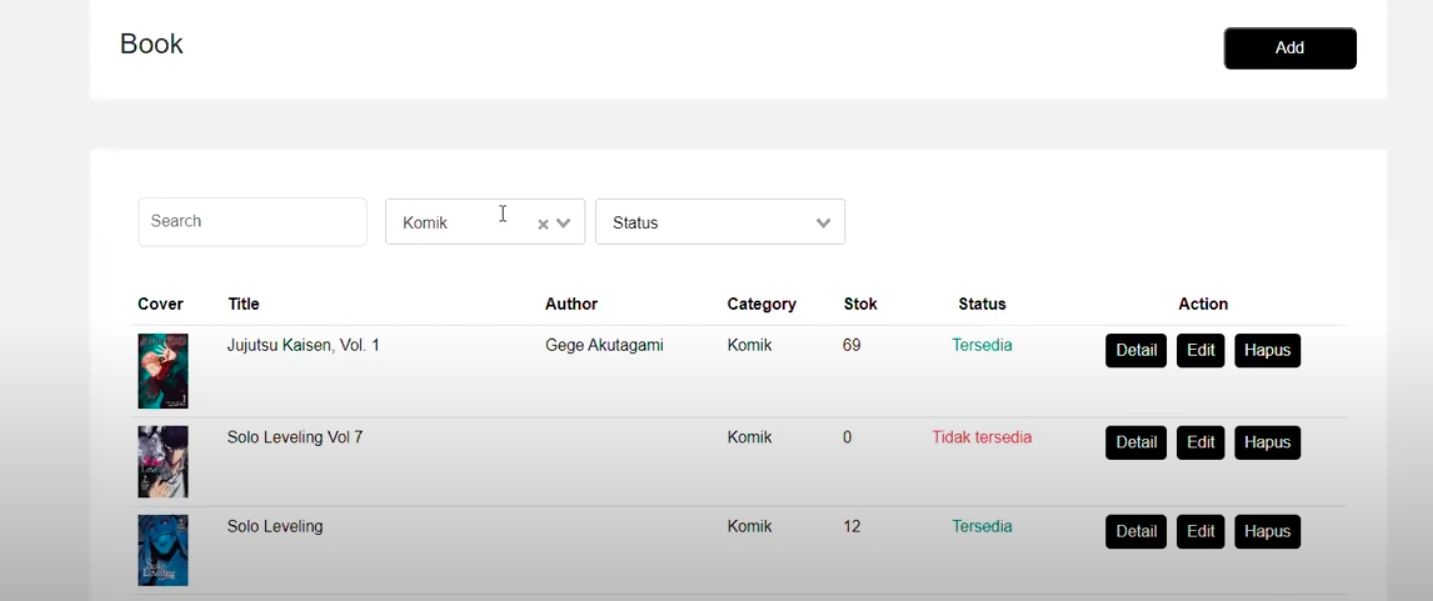 Book
Add
Search
Komik
Status
Cover Title Author Category Stok Status Action
Jujutsu Kaisen, Vol. 1 Gege Akutagami Komik 69 Tersedia Detail Edit Hapus
Solo Leveling Vol 7 Komik 0 Tidak tersedia Detail Edit Hapus
Solo Leveling Komik 12 Tersedia Detail Edit Hapus
Solo
Leveling